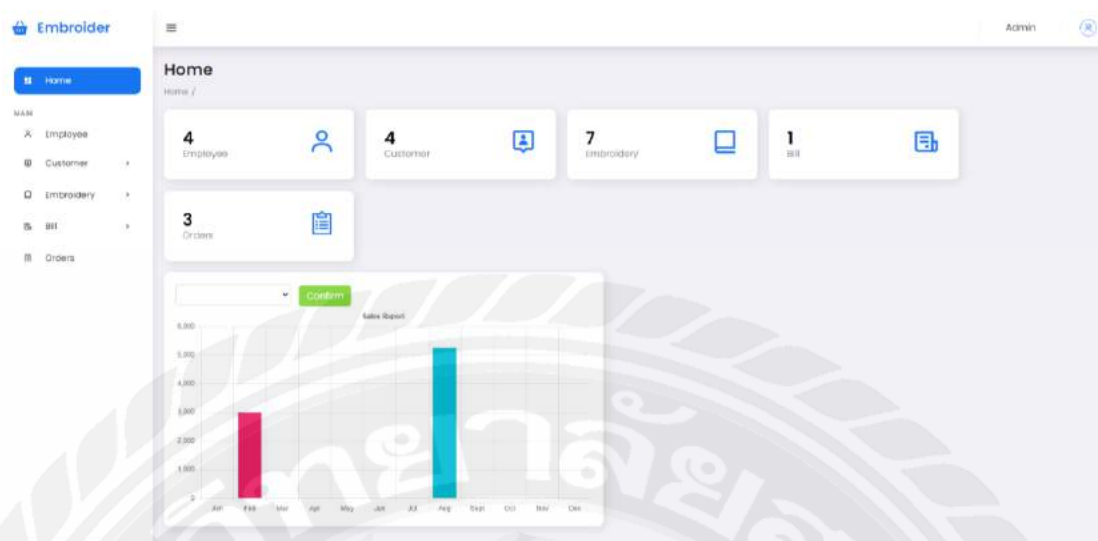 Embroider
Admin
Home
MAIN
Employee
Customer
Embroidery
Bill
Orders
Home
Home /
4
Employee
4
Customer
7
Embroidery
1
Bill
3
Orders
Confirm
Sales Report
6,000
5,000
4,000
3,000
2,000
1,000
0
Jan Feb Mar Apr May Jun Jul Aug Sept Oct Nov Dec